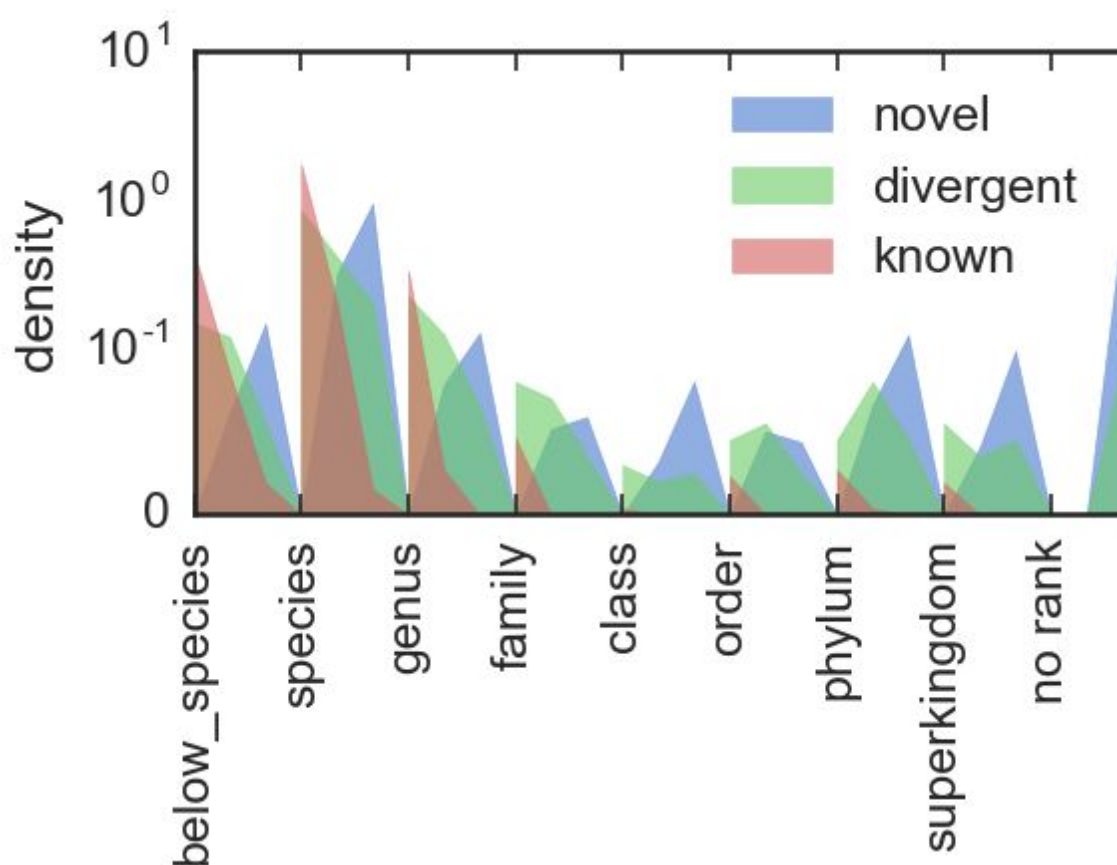 10^1
10^0
10^-1
0
density
novel
divergent
known
below_species
species
genus
family
class
order
phylum
superkingdom
no rank